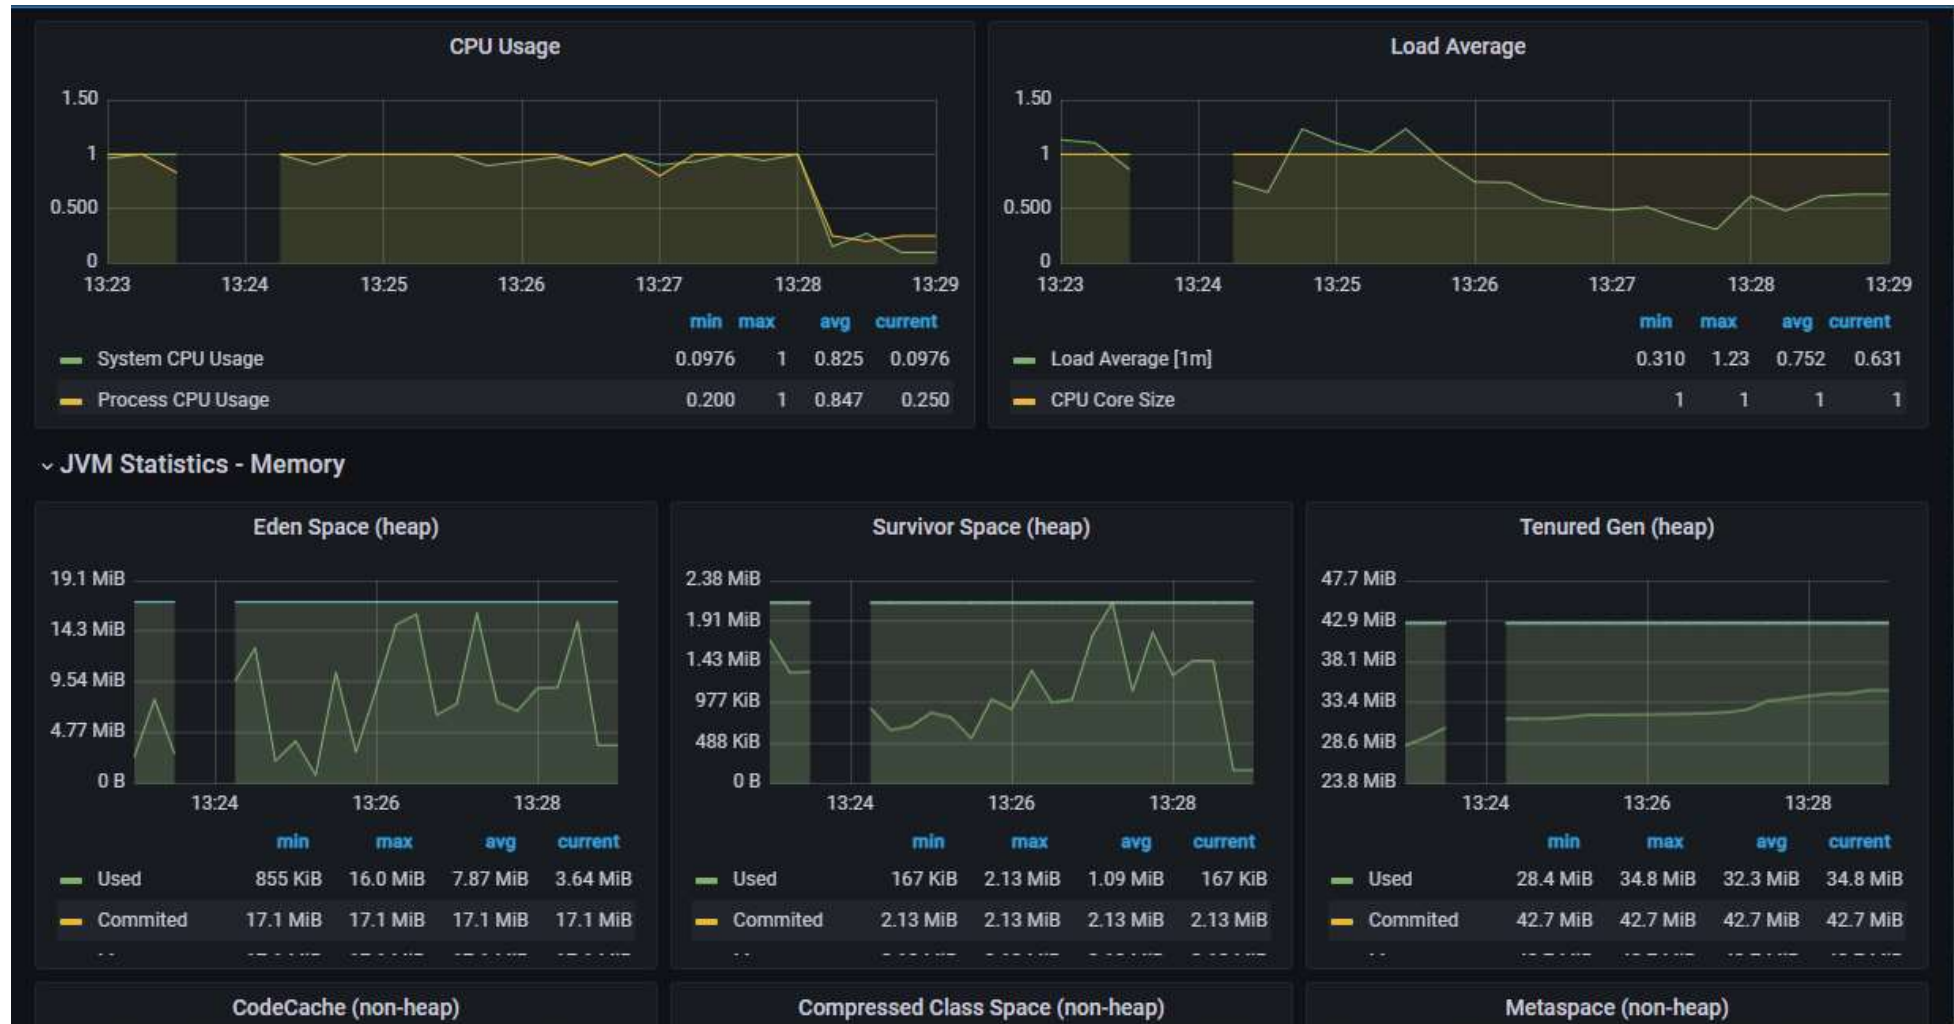 CPU Usage
1.50
1
0.500
0
13:23 13:24 13:25 13:26 13:27 13:28 13:29
min max avg current
System CPU Usage 0.0976 1 0.825 0.0976
Process CPU Usage 0.200 1 0.847 0.250
Load Average
1.50
1
0.500
0
13:23 13:24 13:25 13:26 13:27 13:28 13:29
min max avg current
Load Average [1m] 0.310 1.23 0.752 0.631
CPU Core Size 1 1 1 1
JVM Statistics - Memory
Eden Space (heap)
19.1 MiB
14.3 MiB
9.54 MiB
4.77 MiB
0 B
13:24 13:26 13:28
min max avg current
Used 855 KiB 16.0 MiB 7.87 MiB 3.64 MiB
Commited 17.1 MiB 17.1 MiB 17.1 MiB 17.1 MiB
Survivor Space (heap)
2.38 MiB
1.91 MiB
1.43 MiB
977 KiB
488 KiB
0 B
13:24 13:26 13:28
min max avg current
Used 167 KiB 2.13 MiB 1.09 MiB 167 KiB
Commited 2.13 MiB 2.13 MiB 2.13 MiB 2.13 MiB
Tenured Gen (heap)
47.7 MiB
42.9 MiB
38.1 MiB
33.4 MiB
28.6 MiB
23.8 MiB
13:24 13:26 13:28
min max avg current
Used 28.4 MiB 34.8 MiB 32.3 MiB 34.8 MiB
Commited 42.7 MiB 42.7 MiB 42.7 MiB 42.7 MiB
CodeCache (non-heap)
Compressed Class Space (non-heap)
Metaspace (non-heap)